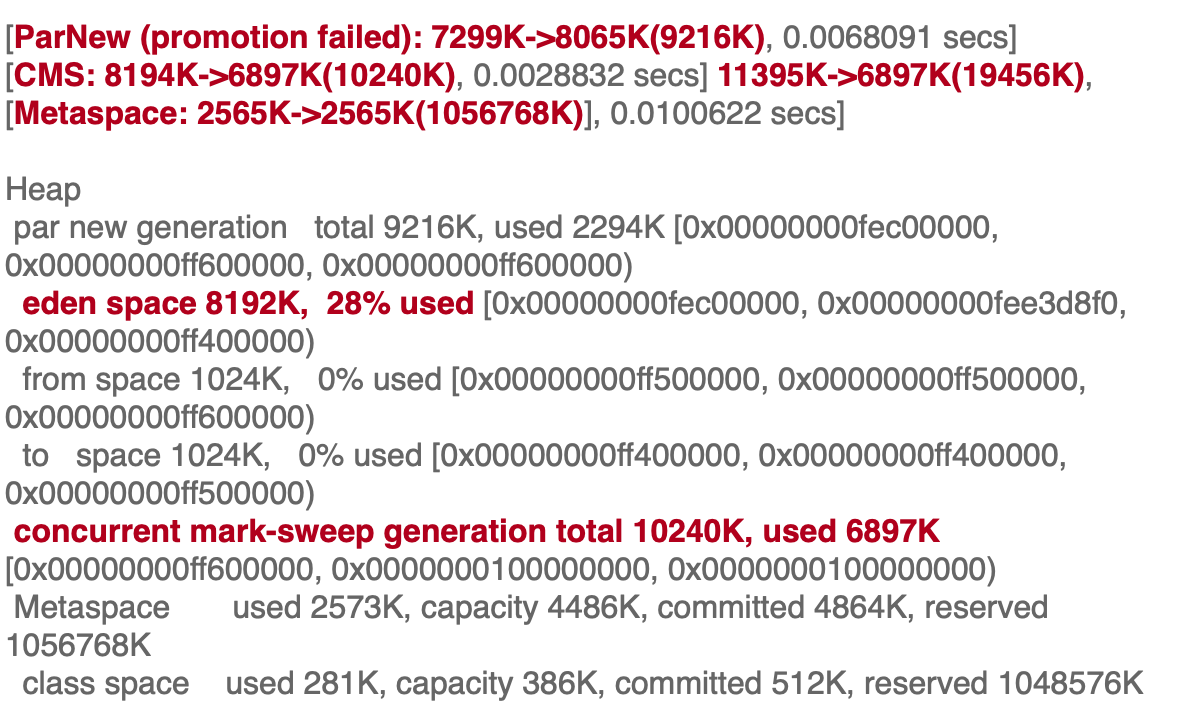 [ParNew (promotion failed): 7299K->8065K(9216K), 0.0068091 secs]
[CMS: 8194K->6897K(10240K), 0.0028832 secs] 11395K->6897K(19456K),
[Metaspace: 2565K->2565K(1056768K)], 0.0100622 secs]
Heap
par new generation   total 9216K, used 2294K [0x00000000fec00000,
0x00000000ff600000, 0x00000000ff600000)
eden space 8192K,  28% used [0x00000000fec00000, 0x00000000fee3d8f0,
0x00000000ff400000)
from space 1024K,   0% used [0x00000000ff500000, 0x00000000ff500000,
0x00000000ff600000)
to   space 1024K,   0% used [0x00000000ff400000, 0x00000000ff400000,
0x00000000ff500000)
concurrent mark-sweep generation total 10240K, used 6897K
[0x00000000ff600000, 0x0000000100000000, 0x0000000100000000)
Metaspace       used 2573K, capacity 4486K, committed 4864K, reserved
1056768K
class space    used 281K, capacity 386K, committed 512K, reserved 1048576K